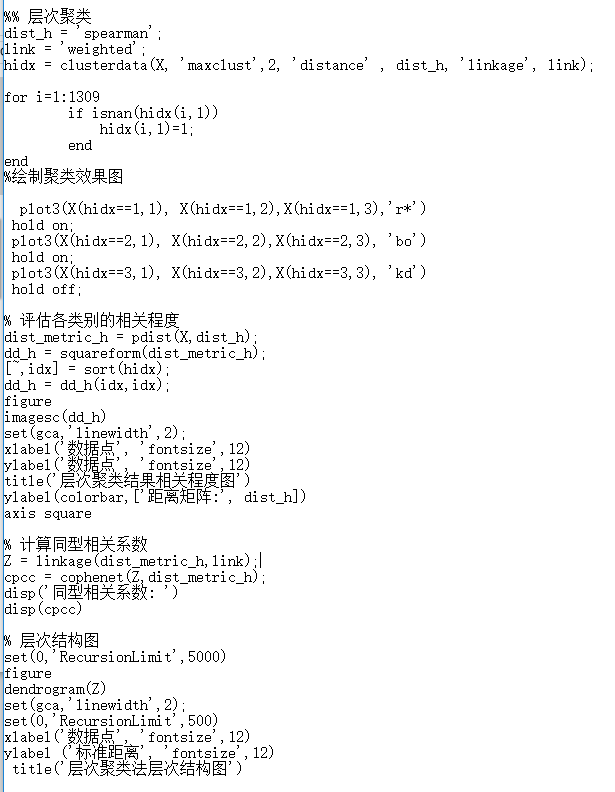 %% 层次聚类
dist_h = 'spearman';
link = 'weighted';
hidx = clusterdata(X, 'maxclust',2, 'distance' , dist_h, 'linkage', link);
for i=1:1309
if isnan(hidx(i,1))
hidx(i,1)=1;
end
end
%绘制聚类效果图
plot3(X(hidx==1,1), X(hidx==1,2),X(hidx==1,3),'r*')
hold on;
plot3(X(hidx==2,1), X(hidx==2,2),X(hidx==2,3), 'bo')
hold on;
plot3(X(hidx==3,1), X(hidx==3,2),X(hidx==3,3), 'kd')
hold off;
% 评估各类别的相关程度
dist_metric_h = pdist(X,dist_h);
dd_h = squareform(dist_metric_h);
[~,idx] = sort(hidx);
dd_h = dd_h(idx,idx);
figure
imagesc(dd_h)
set(gca,'linewidth',2);
xlabel('数据点', 'fontsize',12)
ylabel('数据点', 'fontsize',12)
title('层次聚类结果相关程度图')
ylabel(colorbar,['距离矩阵:', dist_h])
axis square
% 计算同型相关系数
Z = linkage(dist_metric_h,link);
cpcc = cophenet(Z,dist_metric_h);
disp('同型相关系数: ')
disp(cpcc)
% 层次结构图
set(0,'RecursionLimit',5000)
figure
dendrogram(Z)
set(gca,'linewidth',2);
set(0,'RecursionLimit',500)
xlabel('数据点', 'fontsize',12)
ylabel ('标准距离', 'fontsize',12)
title('层次聚类法层次结构图')